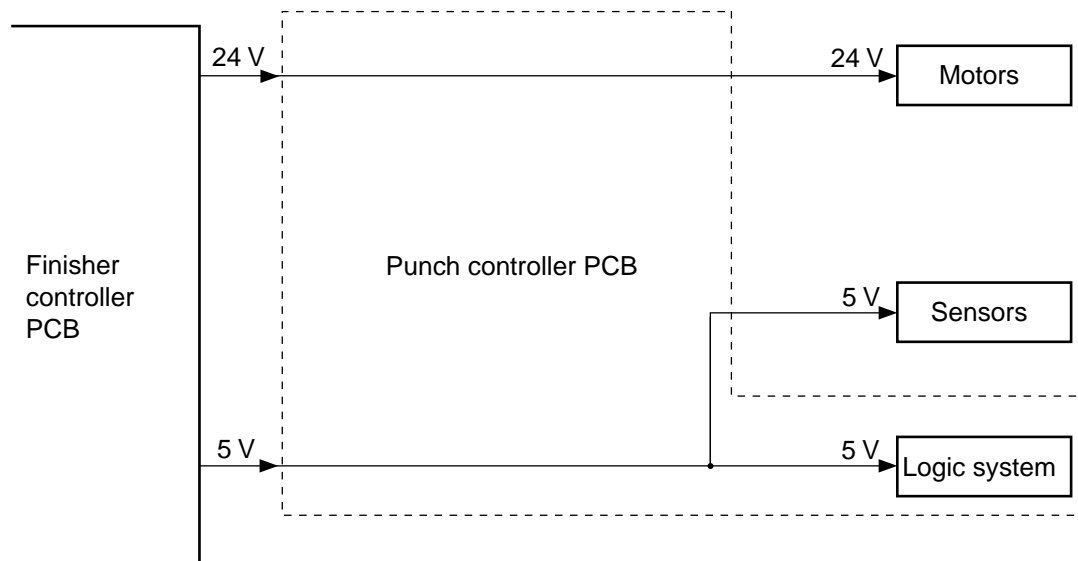 24 V
24 V
Motors
Finisher
controller
PCB
Punch controller PCB
5 V
Sensors
5 V
5 V
Logic system